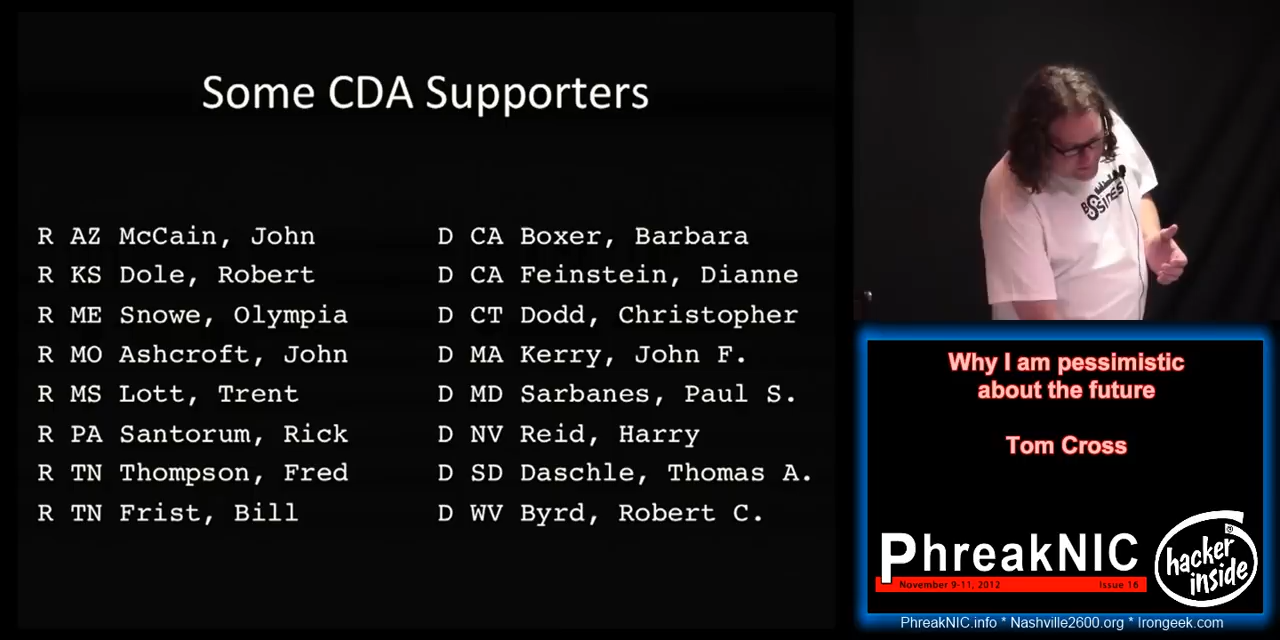 Some CDA Supporters
R AZ McCain, John
R KS Dole, Robert
R ME Snowe, Olympia
R MO Ashcroft, John
R MS Lott, Trent
R PA Santorum, Rick
R TN Thompson, Fred
R TN Frist, Bill
D CA Boxer, Barbara
D CA Feinstein, Dianne
D CT Dodd, Christopher
D MA Kerry, John F.
D MD Sarbanes, Paul S.
D NV Reid, Harry
D SD Daschle, Thomas A.
D WV Byrd, Robert C.
Why I am pessimistic
about the future
Tom Cross
PhreakNIC
November 9-11, 2012 Issue 16
hacker
inside
PhreakNIC.info * Nashville2600.org * Irongeek.com